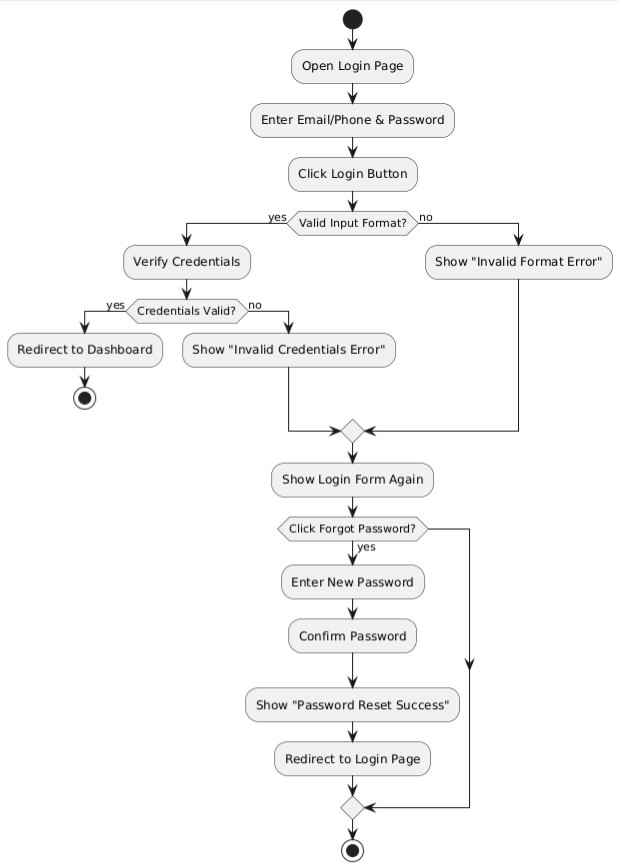 Open Login Page
Enter Email/Phone & Password
Click Login Button
yes
Valid Input Format?
no
Verify Credentials
Show "Invalid Format Error"
yes
Credentials Valid?
no
Redirect to Dashboard
Show "Invalid Credentials Error"
Show Login Form Again
Click Forgot Password?
yes
Enter New Password
Confirm Password
Show "Password Reset Success"
Redirect to Login Page